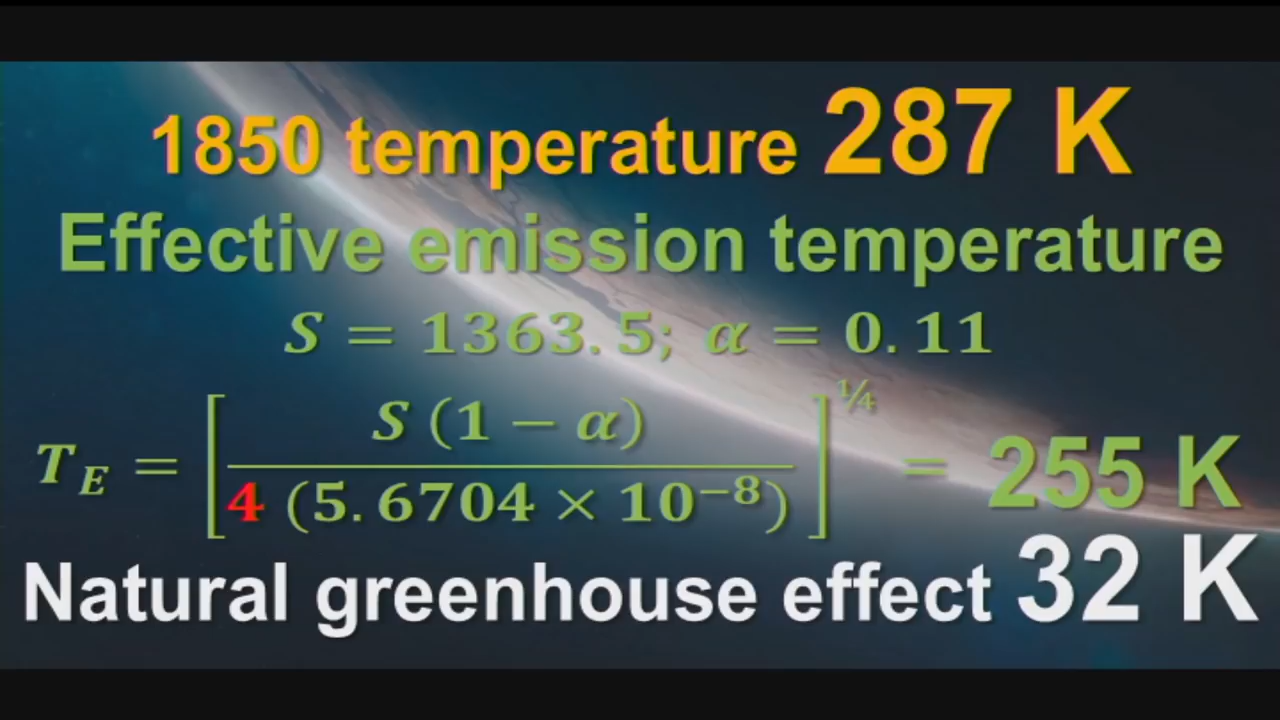 1850 temperature 287 K
Effective emission temperature
S = 1363.5; α = 0.11
T_E = [S (1 − α) / 4 (5.6704 × 10⁻⁸)]^¼ = 255 K
Natural greenhouse effect 32 K